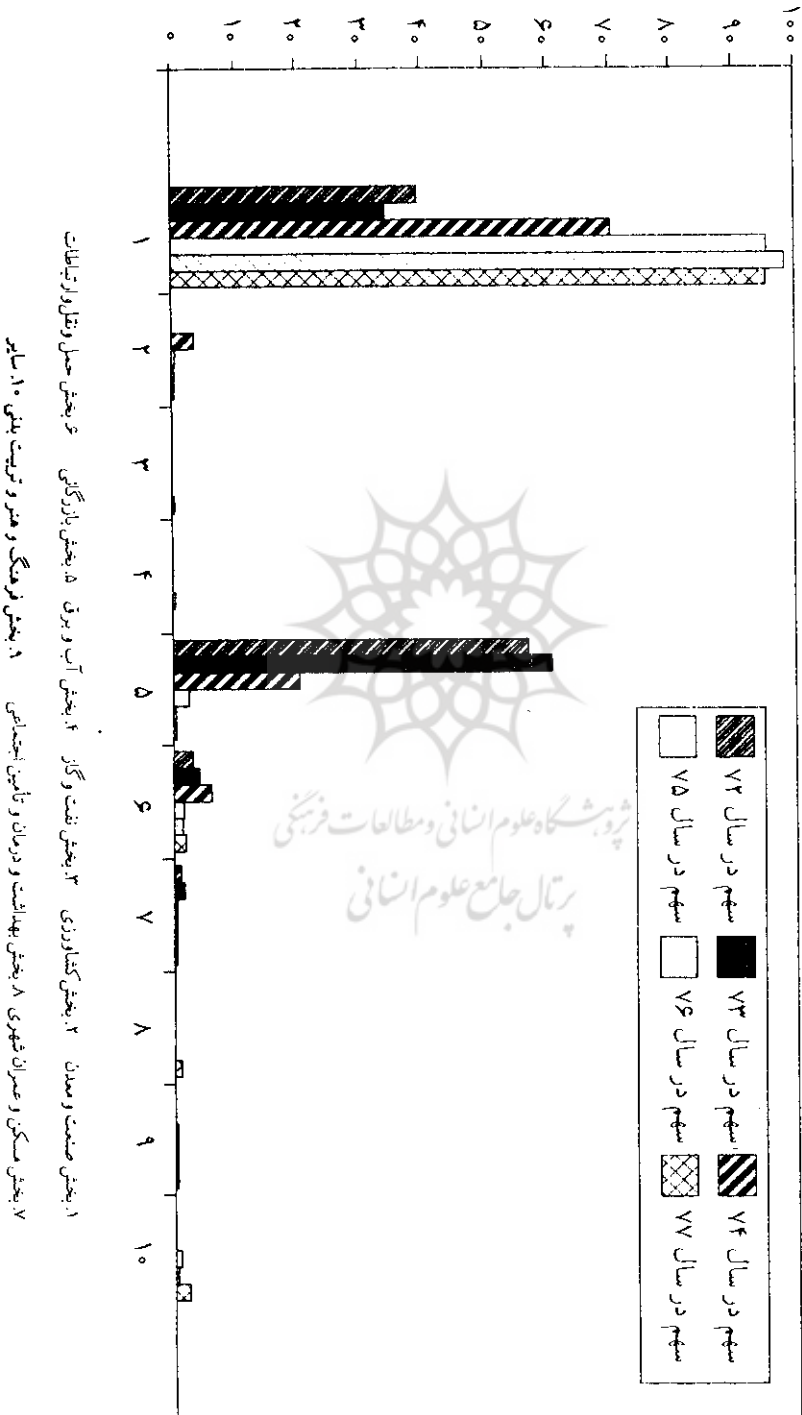 ۱۰۰
۹۰
۸۰
۷۰
۶۰
۵۰
۴۰
۳۰
۲۰
۱۰
۰
۱ ۲ ۳ ۴ ۵ ۶ ۷ ۸ ۹ ۱۰
سهم در سال ۷۲ سهم در سال ۷۳ سهم در سال ۷۴
سهم در سال ۷۵ سهم در سال ۷۶ سهم در سال ۷۷
پژوهشگاه علوم انسانی و مطالعات فرهنگی
پرتال جامع علوم انسانی
۱. بخش صنعت و معدن ۲. بخش کشاورزی ۳. بخش نفت و گاز ۴. بخش آب و برق ۵. بخش بازرگانی ۶ بخش حمل و نقل و ارتباطات
۷. بخش مسکن و عمران شهری ۸ بخش بهداشت و درمان و تأمین اجتماعی ۹. بخش فرهنگ و هنر و تربیت بدنی ۱۰. سایر